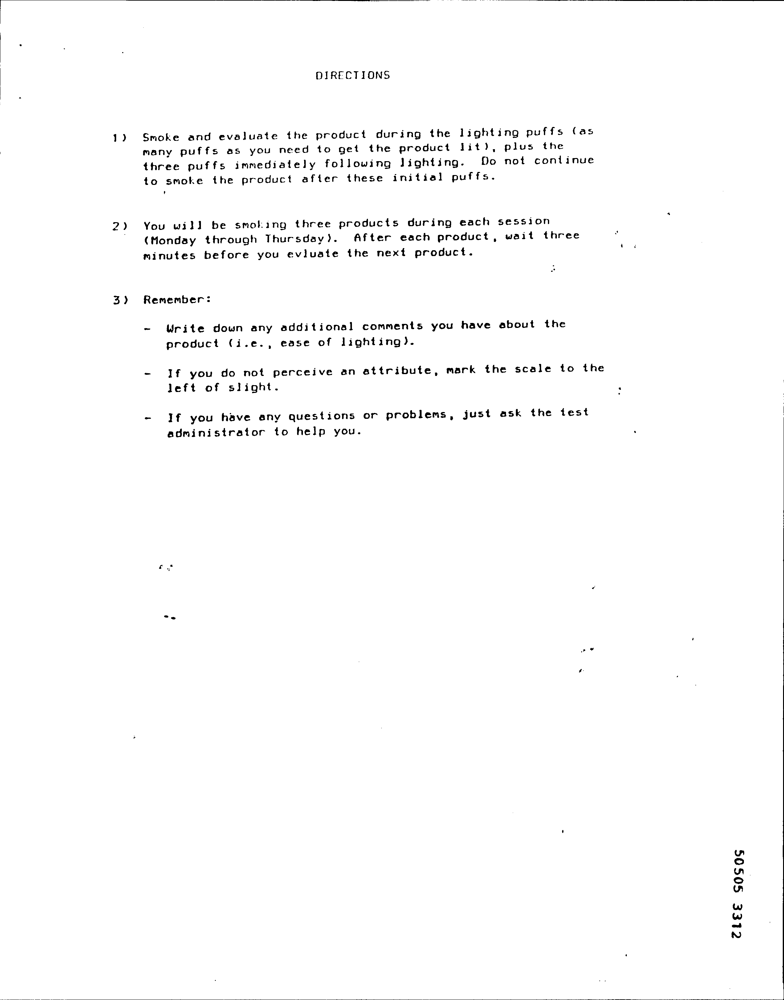 DIRECTIONS
1) Smoke and evaluate the product during the lighting puffs (as
many puffs as you need to get the product lit), plus the
three puffs immediately following lighting. Do not continue
to smoke the product after these initial puffs.
2) You will be smoking three products during each session
(Monday through Thursday). After each product, wait three
minutes before you evluate the next product.
3) Remember:
- Write down any additional comments you have about the
product (i.e., ease of lighting).
- If you do not perceive an attribute, mark the scale to the
left of slight.
- If you have any questions or problems, just ask the test
administrator to help you.
50505 3312